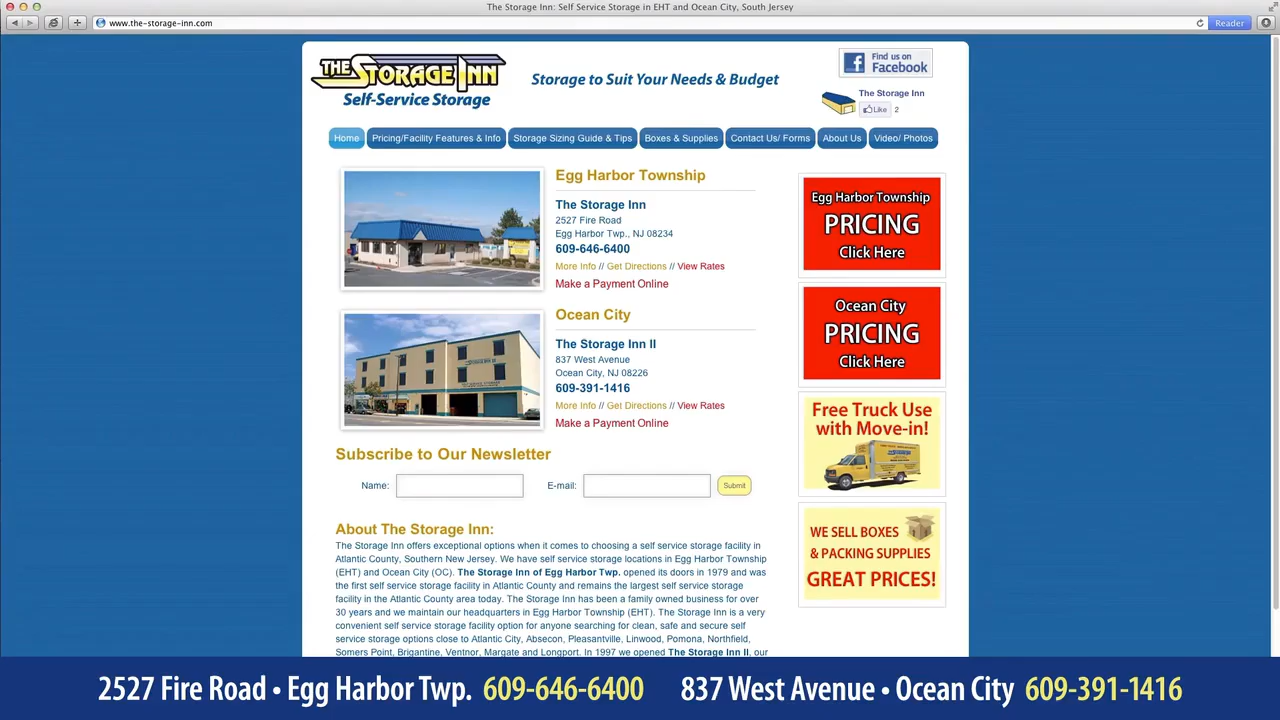 The Storage Inn: Self Service Storage in EHT and Ocean City, South Jersey
www.the-storage-inn.com
Reader
THE STORAGE INN
Self-Service Storage
Storage to Suit Your Needs & Budget
Find us on
Facebook
The Storage Inn
Like 2
Home
Pricing/Facility Features & Info
Storage Sizing Guide & Tips
Boxes & Supplies
Contact Us/ Forms
About Us
Video/ Photos
Egg Harbor Township
The Storage Inn
2527 Fire Road
Egg Harbor Twp., NJ 08234
609-646-6400
More Info // Get Directions // View Rates
Make a Payment Online
Ocean City
The Storage Inn II
837 West Avenue
Ocean City, NJ 08226
609-391-1416
More Info // Get Directions // View Rates
Make a Payment Online
Egg Harbor Township
PRICING
Click Here
Ocean City
PRICING
Click Here
Free Truck Use
with Move-in!
WE SELL BOXES
& PACKING SUPPLIES
GREAT PRICES!
Subscribe to Our Newsletter
Name:
E-mail:
Submit
About The Storage Inn:
The Storage Inn offers exceptional options when it comes to choosing a self service storage facility in
Atlantic County, Southern New Jersey. We have self service storage locations in Egg Harbor Township
(EHT) and Ocean City (OC). The Storage Inn of Egg Harbor Twp. opened its doors in 1979 and was
the first self service storage facility in Atlantic County and remains the largest self service storage
facility in the Atlantic County area today. The Storage Inn has been a family owned business for over
30 years and we maintain our headquarters in Egg Harbor Township (EHT). The Storage Inn is a very
convenient self service storage facility option for anyone searching for clean, safe and secure self
service storage options close to Atlantic City, Absecon, Pleasantville, Linwood, Pomona, Northfield,
Somers Point, Brigantine, Ventnor, Margate and Longport. In 1997 we opened The Storage Inn II, our
2527 Fire Road • Egg Harbor Twp. 609-646-6400
837 West Avenue • Ocean City 609-391-1416